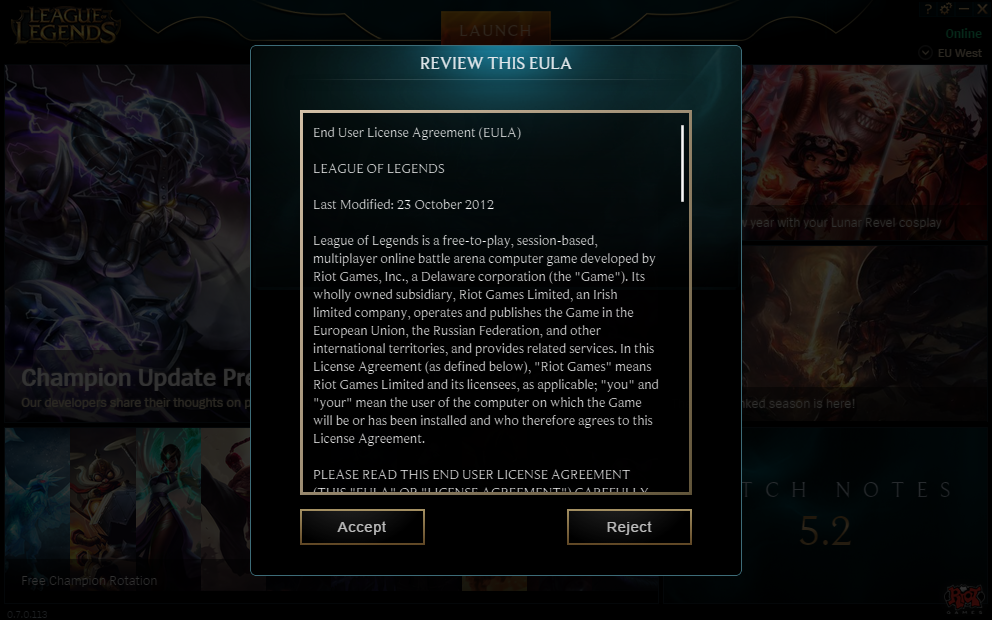 LEAGUE OF
LEGENDS
LAUNCH
?
Online
EU West
REVIEW THIS EULA
End User License Agreement (EULA)
LEAGUE OF LEGENDS
Last Modified: 23 October 2012
League of Legends is a free-to-play, session-based,
multiplayer online battle arena computer game developed by
Riot Games, Inc., a Delaware corporation (the "Game"). Its
wholly owned subsidiary, Riot Games Limited, an Irish
limited company, operates and publishes the Game in the
European Union, the Russian Federation, and other
international territories, and provides related services. In this
License Agreement (as defined below), "Riot Games" means
Riot Games Limited and its licensees, as applicable; "you" and
"your" mean the user of the computer on which the Game
will be or has been installed and who therefore agrees to this
License Agreement.
PLEASE READ THIS END USER LICENSE AGREEMENT
(THIS "EULA" OR "LICENSE AGREEMENT") CAREFULLY
Accept
Reject
Champion Update Pre
Our developers share their thoughts on p
Free Champion Rotation
w year with your Lunar Revel cosplay
nked season is here!
TCH NOTES
5.2
0.7.0.113
RIOT
GAMES